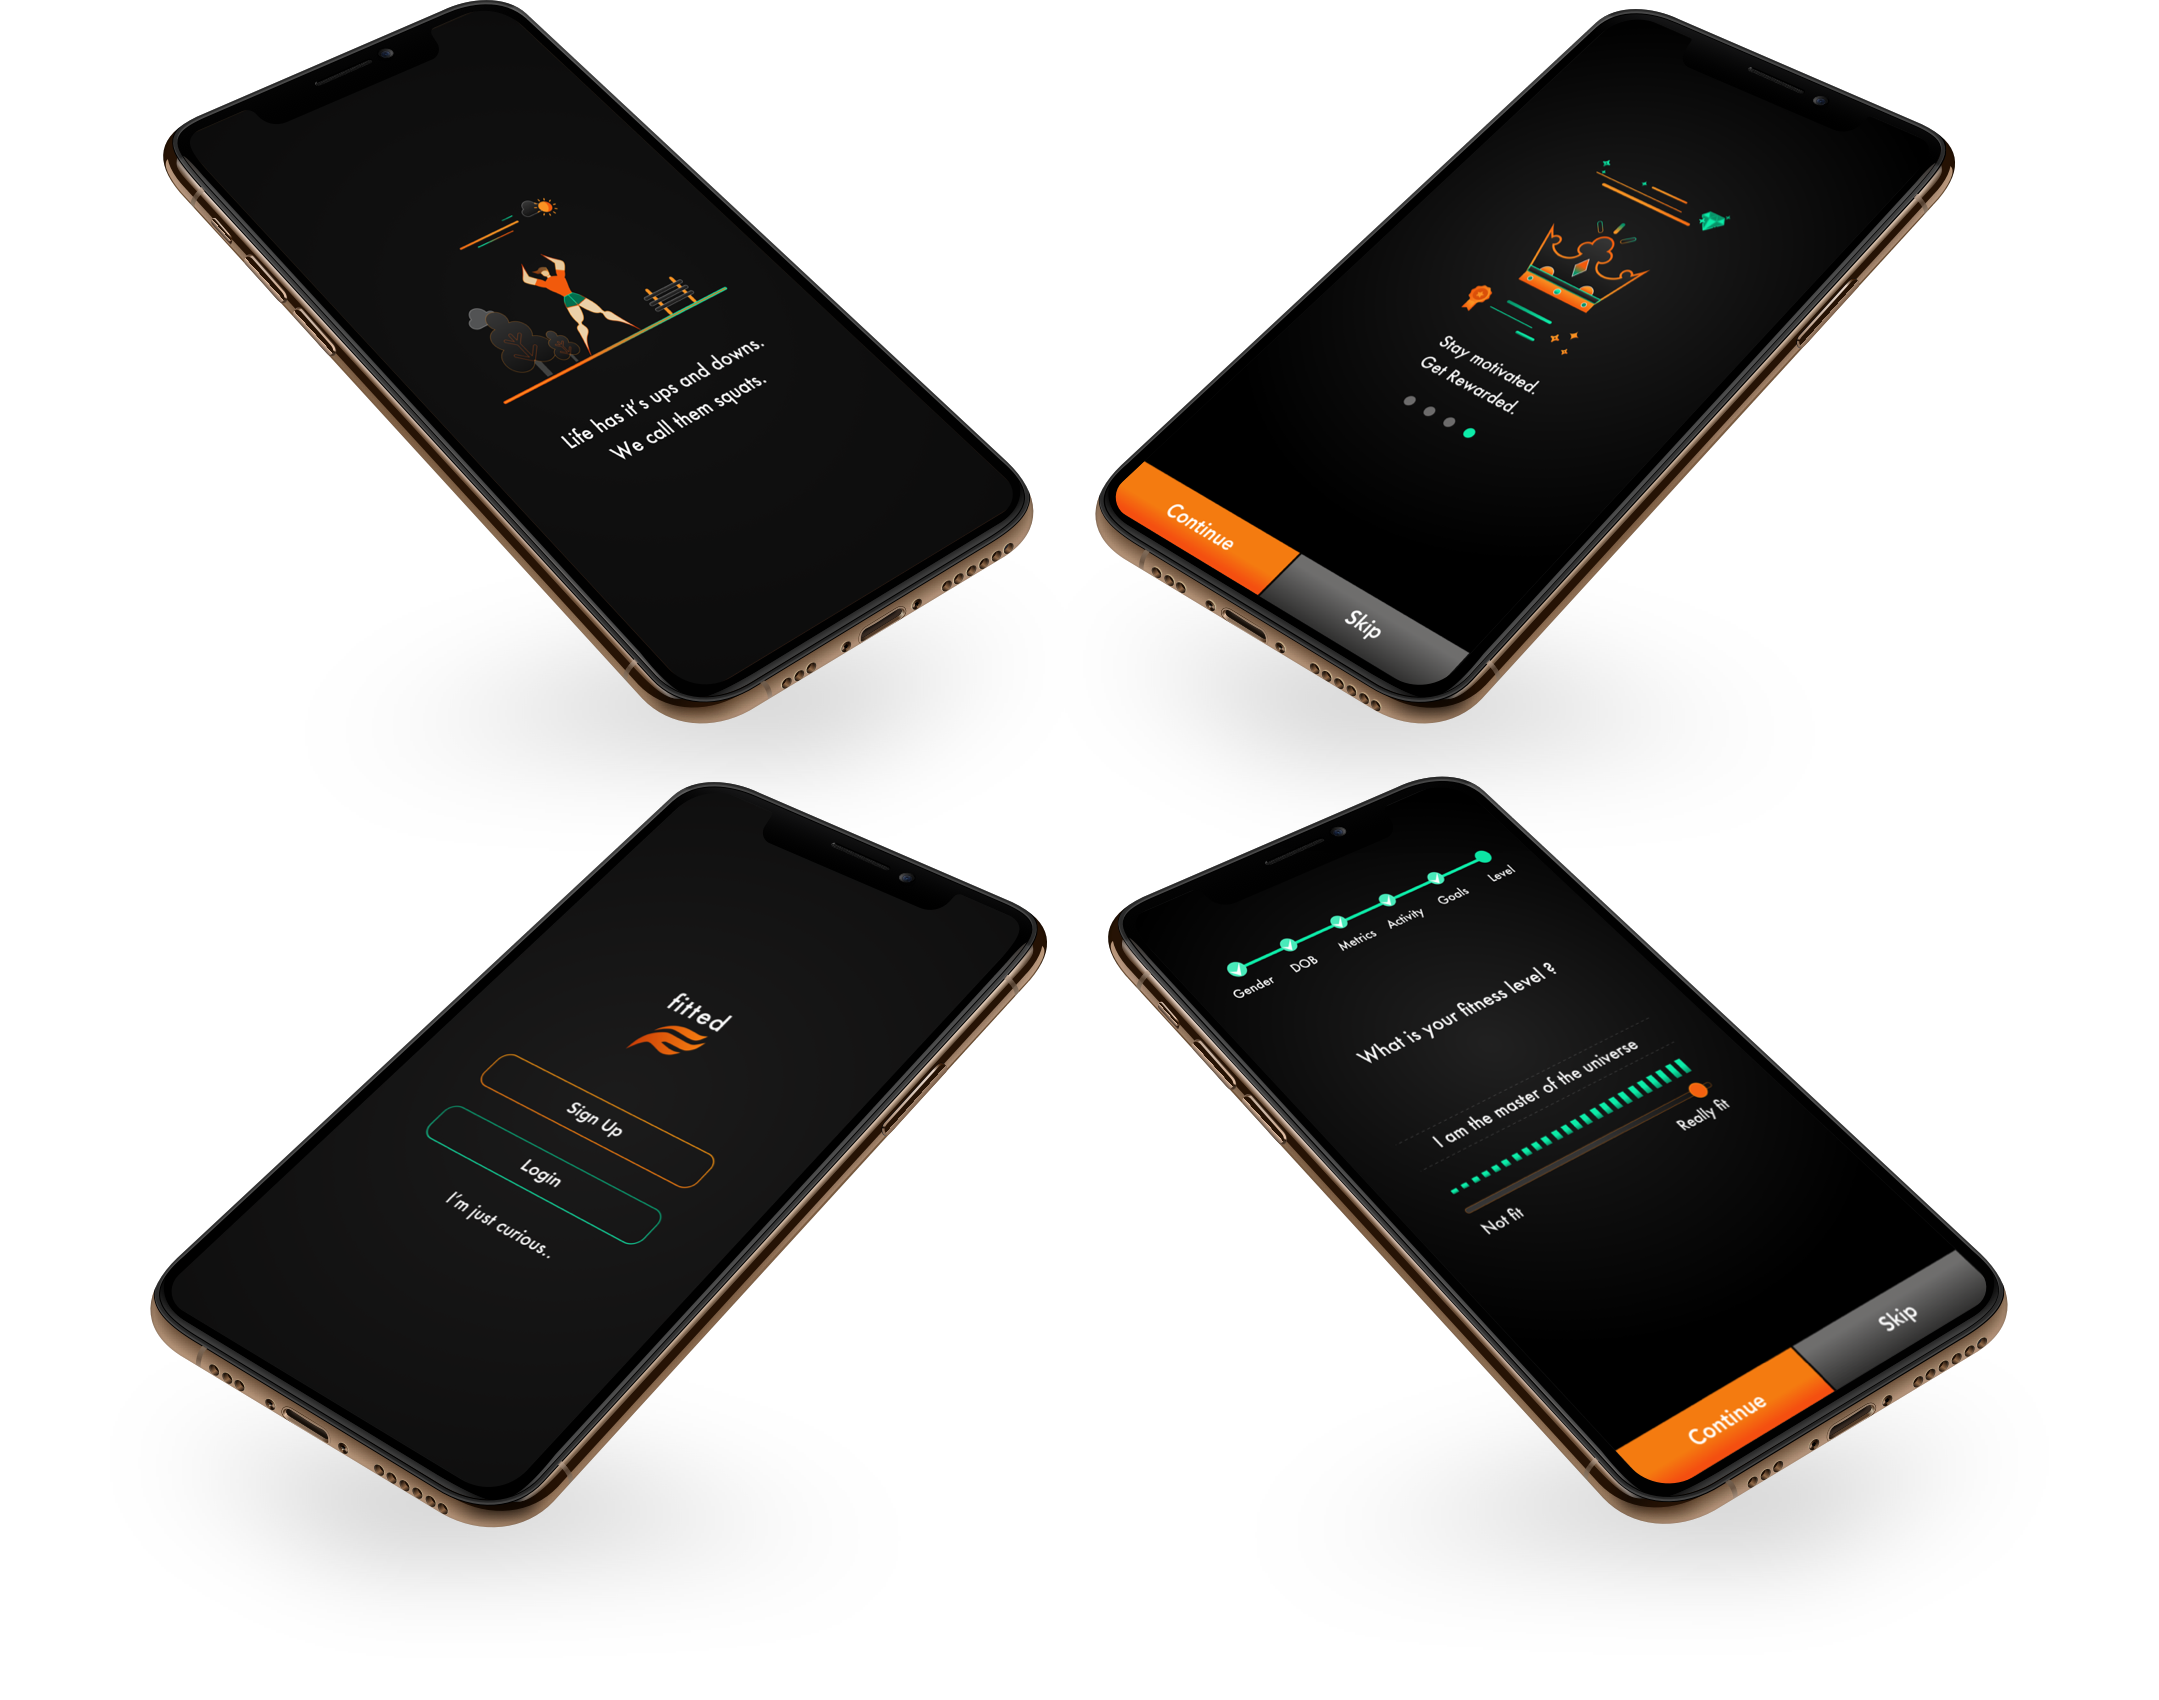 Life has it's ups and downs.
We call them squats.
Stay motivated.
Get Rewarded.
Continue
Skip
fitted
Sign Up
Login
I'm just curious..
Gender
DOB
Metrics
Activity
Goals
Level
What is your fitness level ?
I am the master of the universe
Really fit
Not fit
Continue
Skip